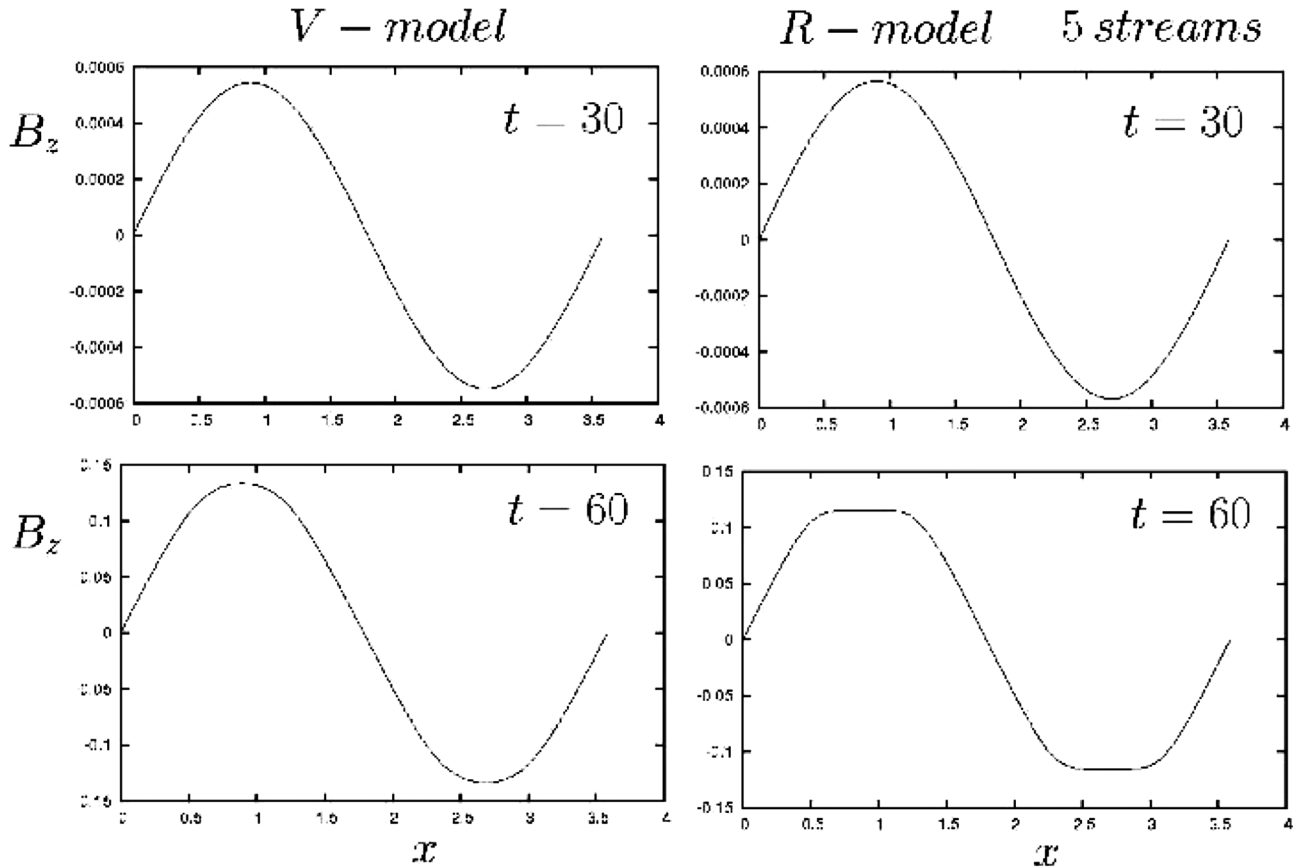 V − model
R − model 5 streams
0.0006
0.0004
0.0002
0
-0.0002
-0.0004
-0.0006
B_z
t = 30
0 0.5 1 1.5 2 2.5 3 3.5 4
0.0006
0.0004
0.0002
0
-0.0002
-0.0004
-0.0006
t = 30
0 0.5 1 1.5 2 2.5 3 3.5 4
0.15
0.1
0.05
0
0.05
-0.1
0.15
B_z
t = 60
0 0.5 1 1.5 2 2.5 3 3.5 4
x
0.15
0.1
0.05
0
-0.05
-0.1
-0.15
t = 60
0 0.5 1 1.5 2 2.5 3 3.5 4
x